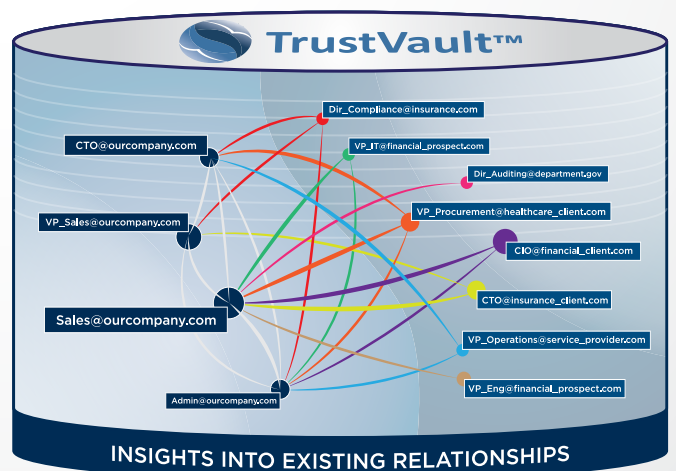 TrustVault™
Dir_Compliance@insurance.com
CTO@ourcompany.com
VP_IT@financial_prospect.com
Dir_Auditing@department.gov
VP_Sales@ourcompany.com
VP_Procurement@healthcare_client.com
CIO@financial_client.com
CTO@insurance_client.com
Sales@ourcompany.com
VP_Operations@service_provider.com
VP_Eng@financial_prospect.com
Admin@ourcompany.com
INSIGHTS INTO EXISTING RELATIONSHIPS